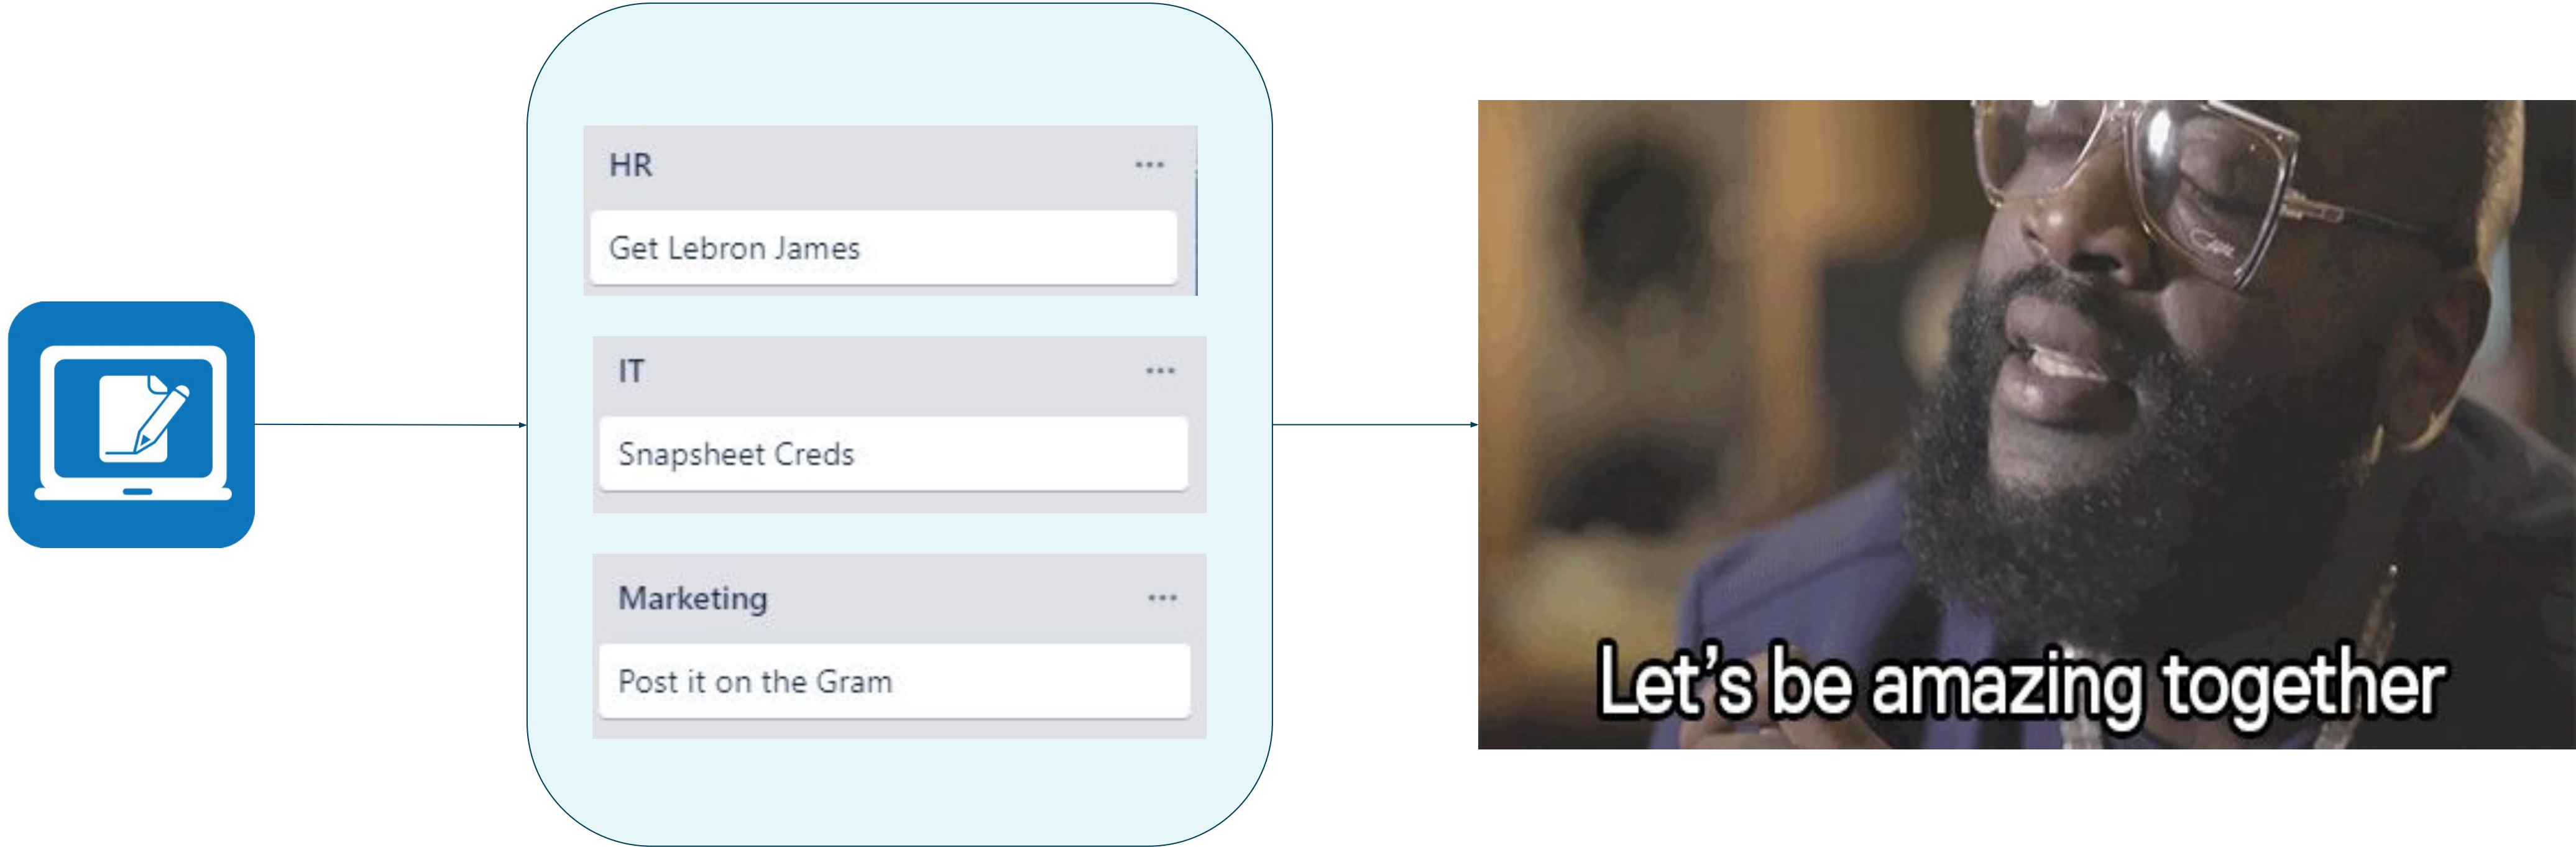 HR
Get Lebron James
IT
Snapsheet Creds
Marketing
Post it on the Gram
Let's be amazing together